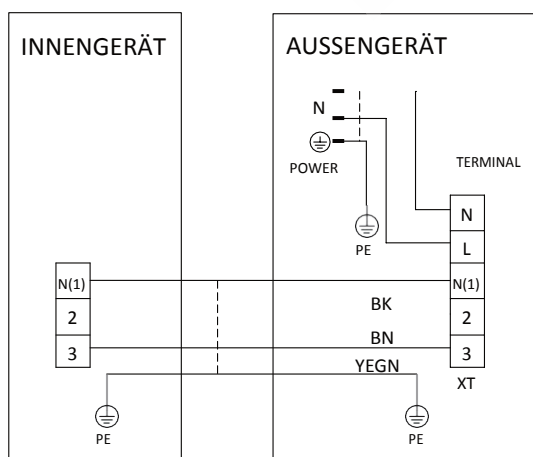 INNENGERÄT
AUSSENGERÄT
N
POWER
TERMINAL
PE
N
L
N(1)
2
3
XT
N(1)
2
3
BK
BN
YEGN
PE
PE